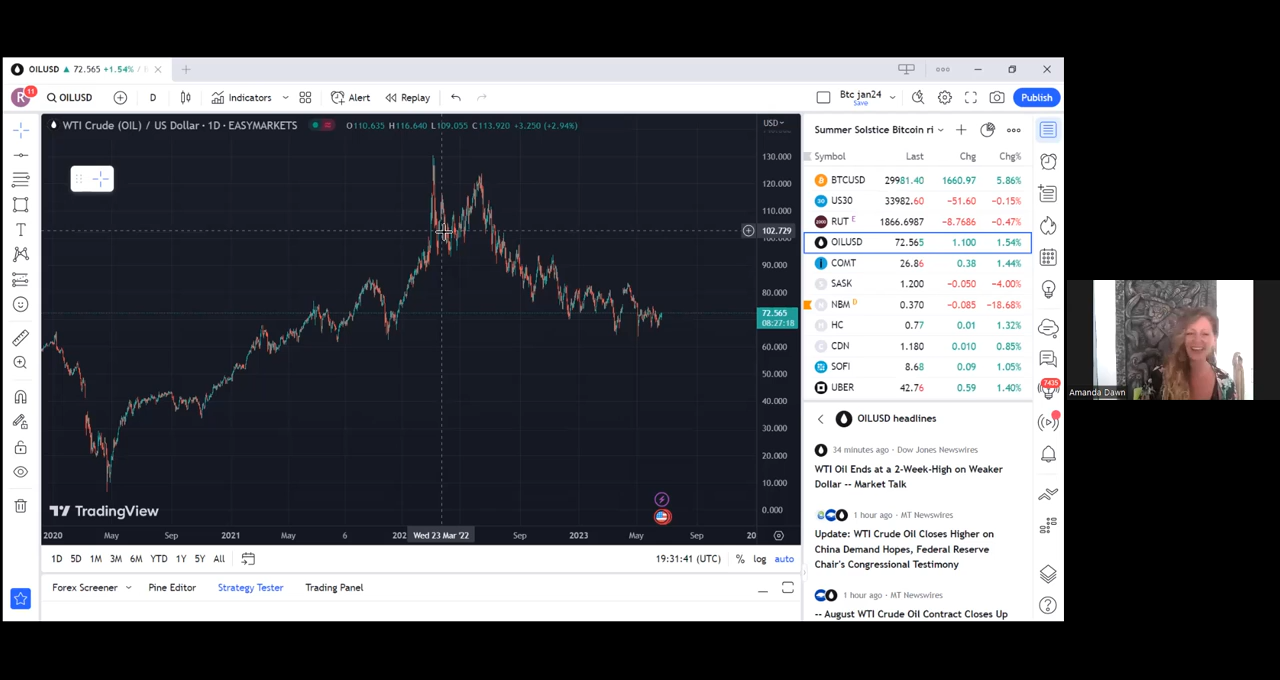 OILUSD ▲ 72.565 +1.54% /
R 11 OILUSD D Indicators Alert Replay Btc jan24 Save Publish
WTI Crude (OIL) / US Dollar · 1D · EASYMARKETS O110.635 H116.640 L109.055 C113.920 +3.250 (+2.94%) USD
130.000
120.000
110.000
102.729
100.000
90.000
80.000
72.565
08:27:18
60.000
50.000
40.000
30.000
20.000
10.000
0.000
TradingView
2020 May Sep 2021 May 6 202 Wed 23 Mar '22 Sep 2023 May Sep 20
1D 5D 1M 3M 6M YTD 1Y 5Y All 19:31:41 (UTC) % log auto
Forex Screener Pine Editor Strategy Tester Trading Panel
Summer Solstice Bitcoin ri
Symbol Last Chg Chg%
BTCUSD 29981.40 1660.97 5.86%
US30 33982.60 −51.60 −0.15%
RUT E 1866.6987 −8.7686 −0.47%
OILUSD 72.565 1.100 1.54%
COMT 26.86 0.38 1.44%
SASK 1.200 −0.050 −4.00%
NBM D 0.370 −0.085 −18.68%
HC 0.77 0.01 1.32%
CDN 1.180 0.010 0.85%
SOFI 8.68 0.09 1.05%
UBER 42.76 0.59 1.40%
OILUSD headlines
34 minutes ago · Dow Jones Newswires
WTI Oil Ends at a 2-Week-High on Weaker
Dollar -- Market Talk
1 hour ago · MT Newswires
Update: WTI Crude Oil Closes Higher on
China Demand Hopes, Federal Reserve
Chair's Congressional Testimony
1 hour ago · MT Newswires
-- August WTI Crude Oil Contract Closes Up
7435
Amanda Dawn